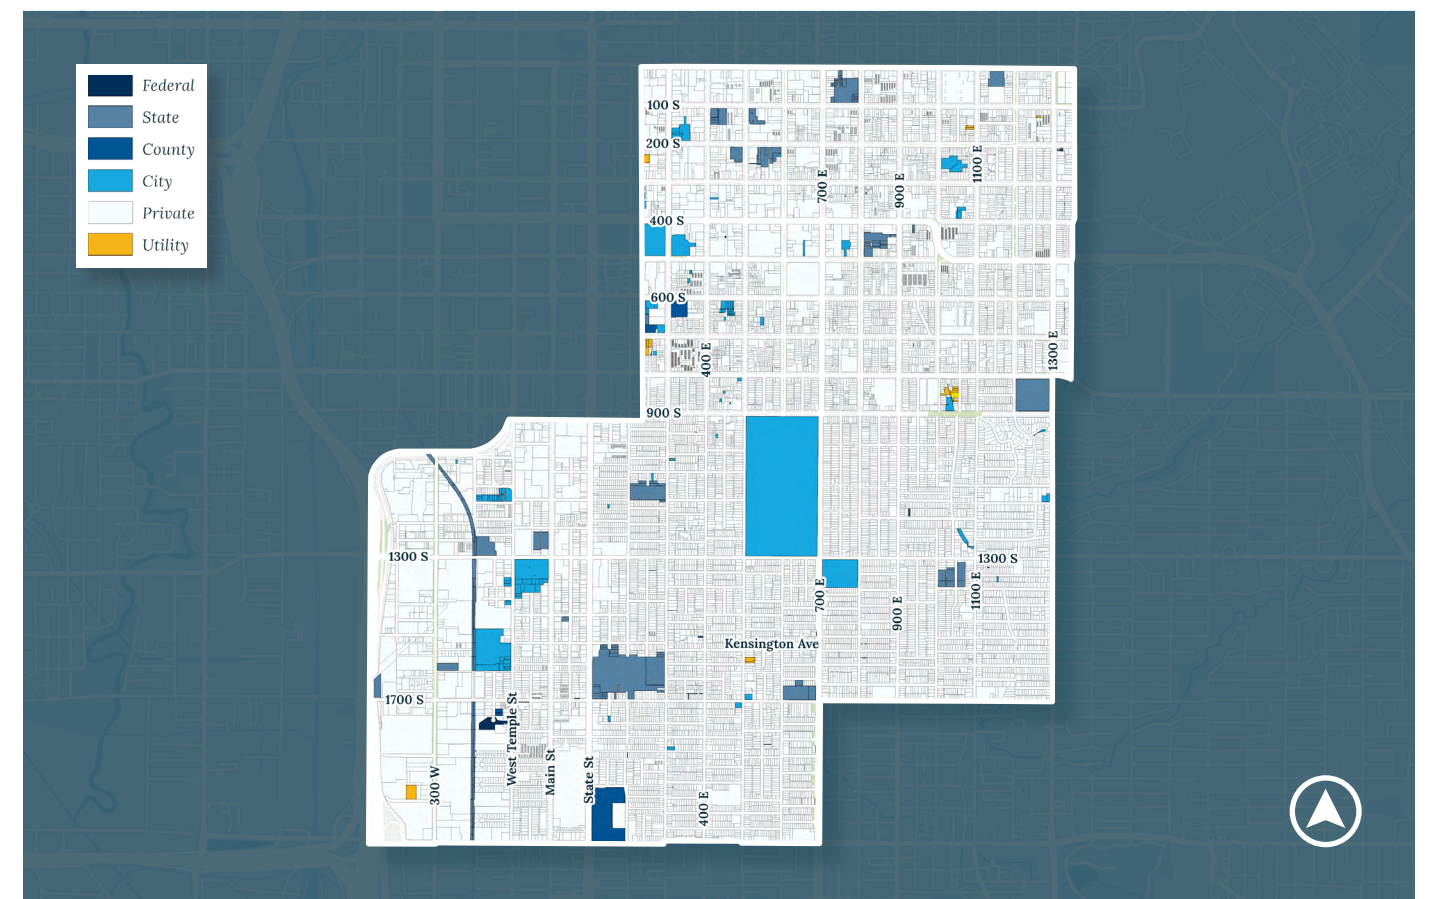 Federal
State
County
City
Private
Utility
100 S
200 S
1100 E
700 E
900 E
400 S
600 S
400 E
1300 E
900 S
1300 S
1300 S
700 E
1100 E
900 E
Kensington Ave
1700 S
West Temple St
Main St
State St
300 W
400 E